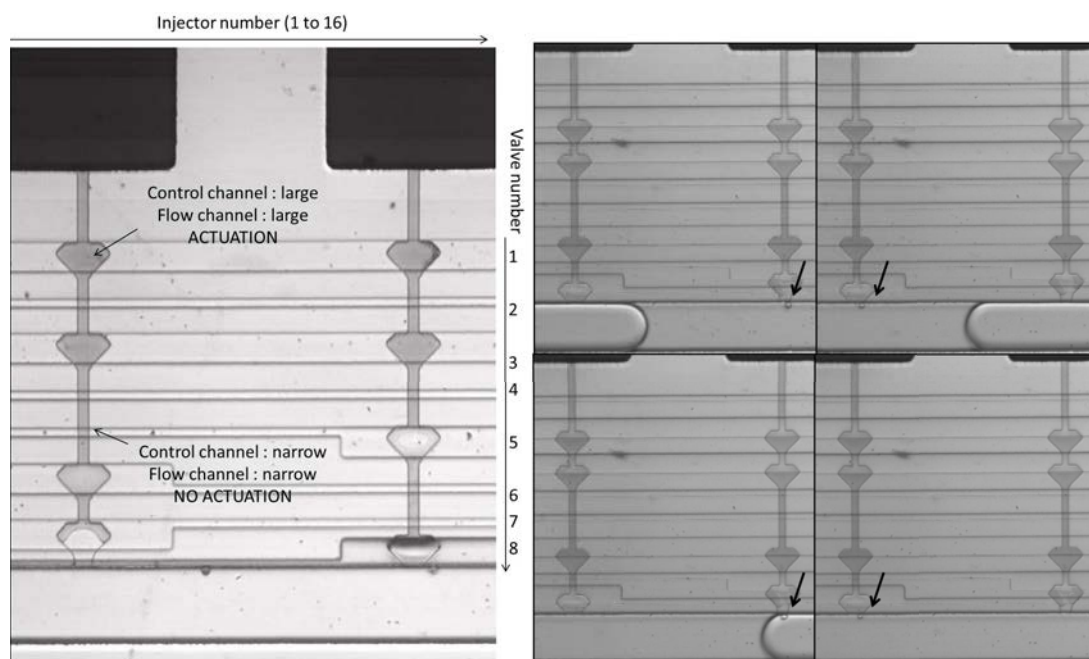 Injector number (1 to 16)
Valve number
Control channel : large
Flow channel : large
ACTUATION
1
2
3
4
Control channel : narrow
Flow channel : narrow
NO ACTUATION
5
6
7
8